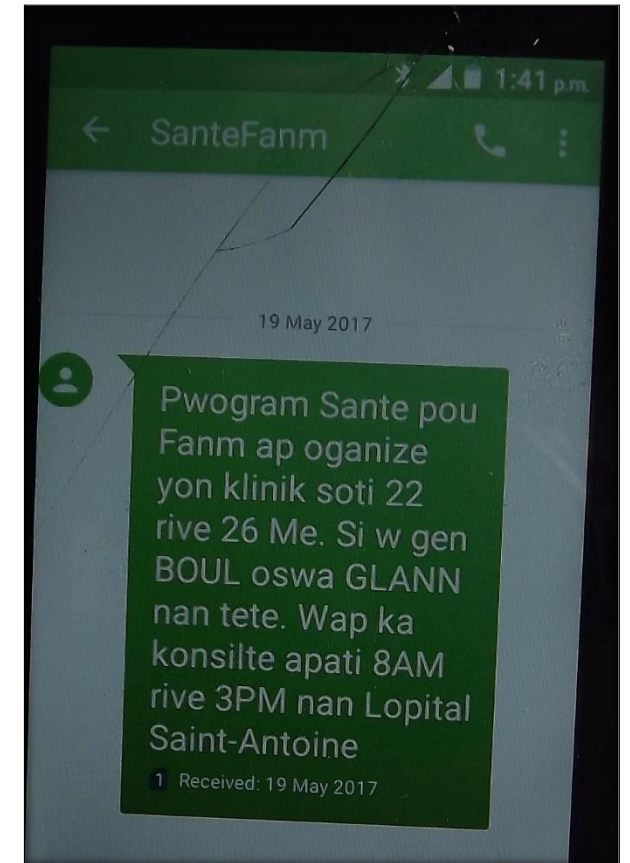 1:41 p.m.
SanteFanm
19 May 2017
Pwogram Sante pou
Fanm ap oganize
yon klinik soti 22
rive 26 Me. Si w gen
BOUL oswa GLANN
nan tete. Wap ka
konsilte apati 8AM
rive 3PM nan Lopital
Saint-Antoine
1 Received: 19 May 2017